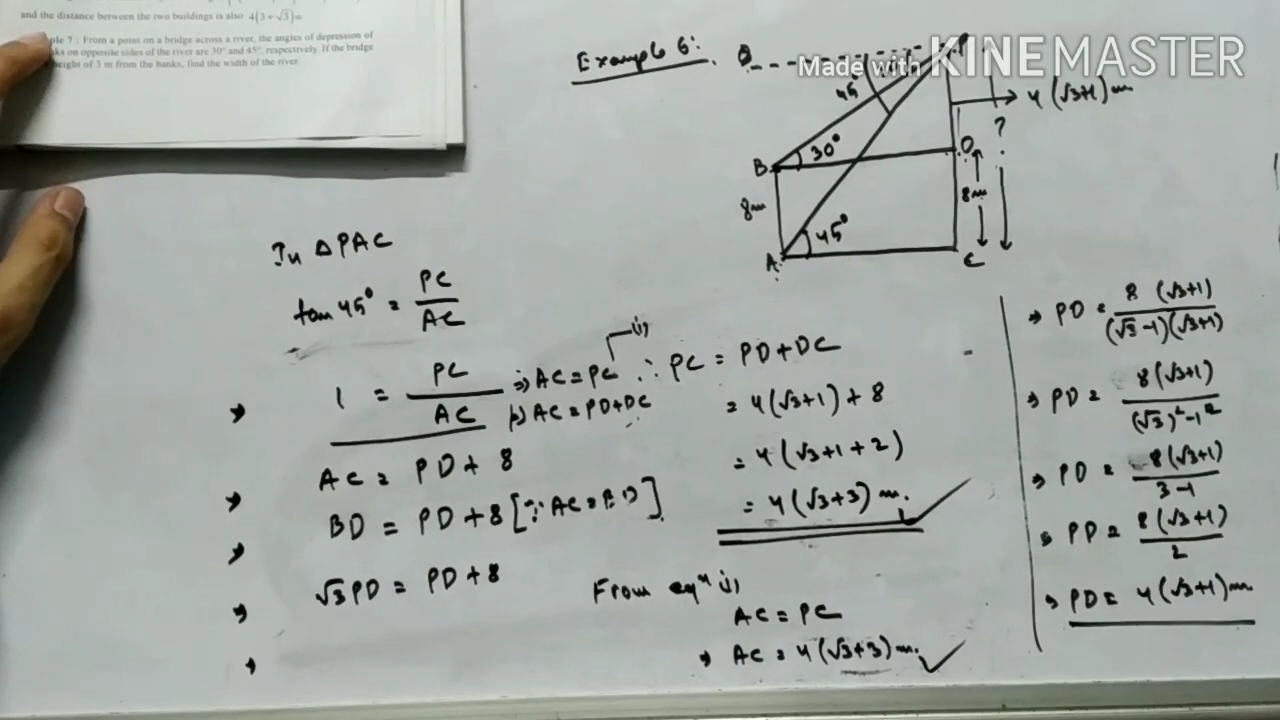 and the distance between the two buildings is also 4(3 + √3)m
ple 7 : From a point on a bridge across a river, the angles of depression of
ks on opposite sides of the river are 30° and 45°, respectively. If the bridge
height of 3 m from the banks, find the width of the river.
Made with KINEMASTER
Example 6:
Q
P
45°
4(√3+1)m
B
30°
D
?
8m
8m
A
45°
C
In △PAC
tan 45° = PC/AC
1 = PC/AC ⇒ AC = PC
(i)
⇒ AC = PD+DC
AC = PD + 8
BD = PD + 8 [∵ AC = BD]
√3PD = PD + 8
∴ PC = PD + DC
= 4(√3+1) + 8
= 4(√3+1+2)
= 4(√3+3)m.
From eqⁿ (i)
AC = PC
⇒ AC = 4(√3+3)m.
⇒ PD = 8(√3+1)/(√3-1)(√3+1)
⇒ PD = 8(√3+1)/(√3)²-1²
⇒ PD = 8(√3+1)/3-1
⇒ PD = 8(√3+1)/2
⇒ PD = 4(√3+1)m